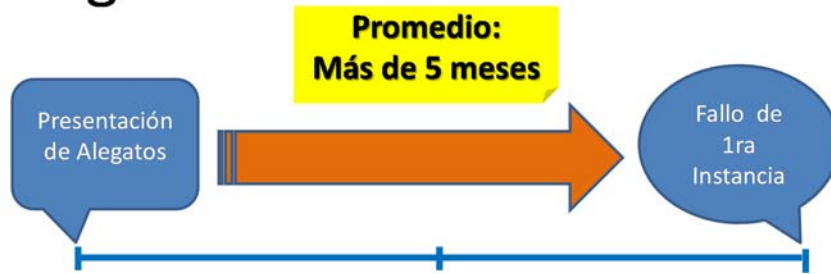 Promedio:
Más de 5 meses
Presentación
de Alegatos
Fallo de
1ra
Instancia